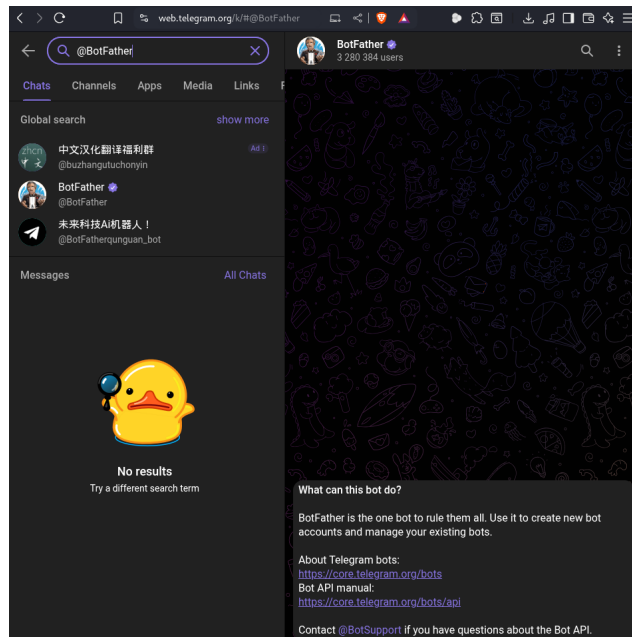 web.telegram.org/k/#@BotFather
@BotFather
Chats Channels Apps Media Links F
Global search show more
中文汉化翻译福利群 Ad
@buzhangutuchonyin
BotFather
@BotFather
未来科技Ai机器人！
@BotFatherqunguan_bot
Messages All Chats
No results
Try a different search term
BotFather
3 280 384 users
What can this bot do?
BotFather is the one bot to rule them all. Use it to create new bot
accounts and manage your existing bots.
About Telegram bots:
https://core.telegram.org/bots
Bot API manual:
https://core.telegram.org/bots/api
Contact @BotSupport if you have questions about the Bot API.